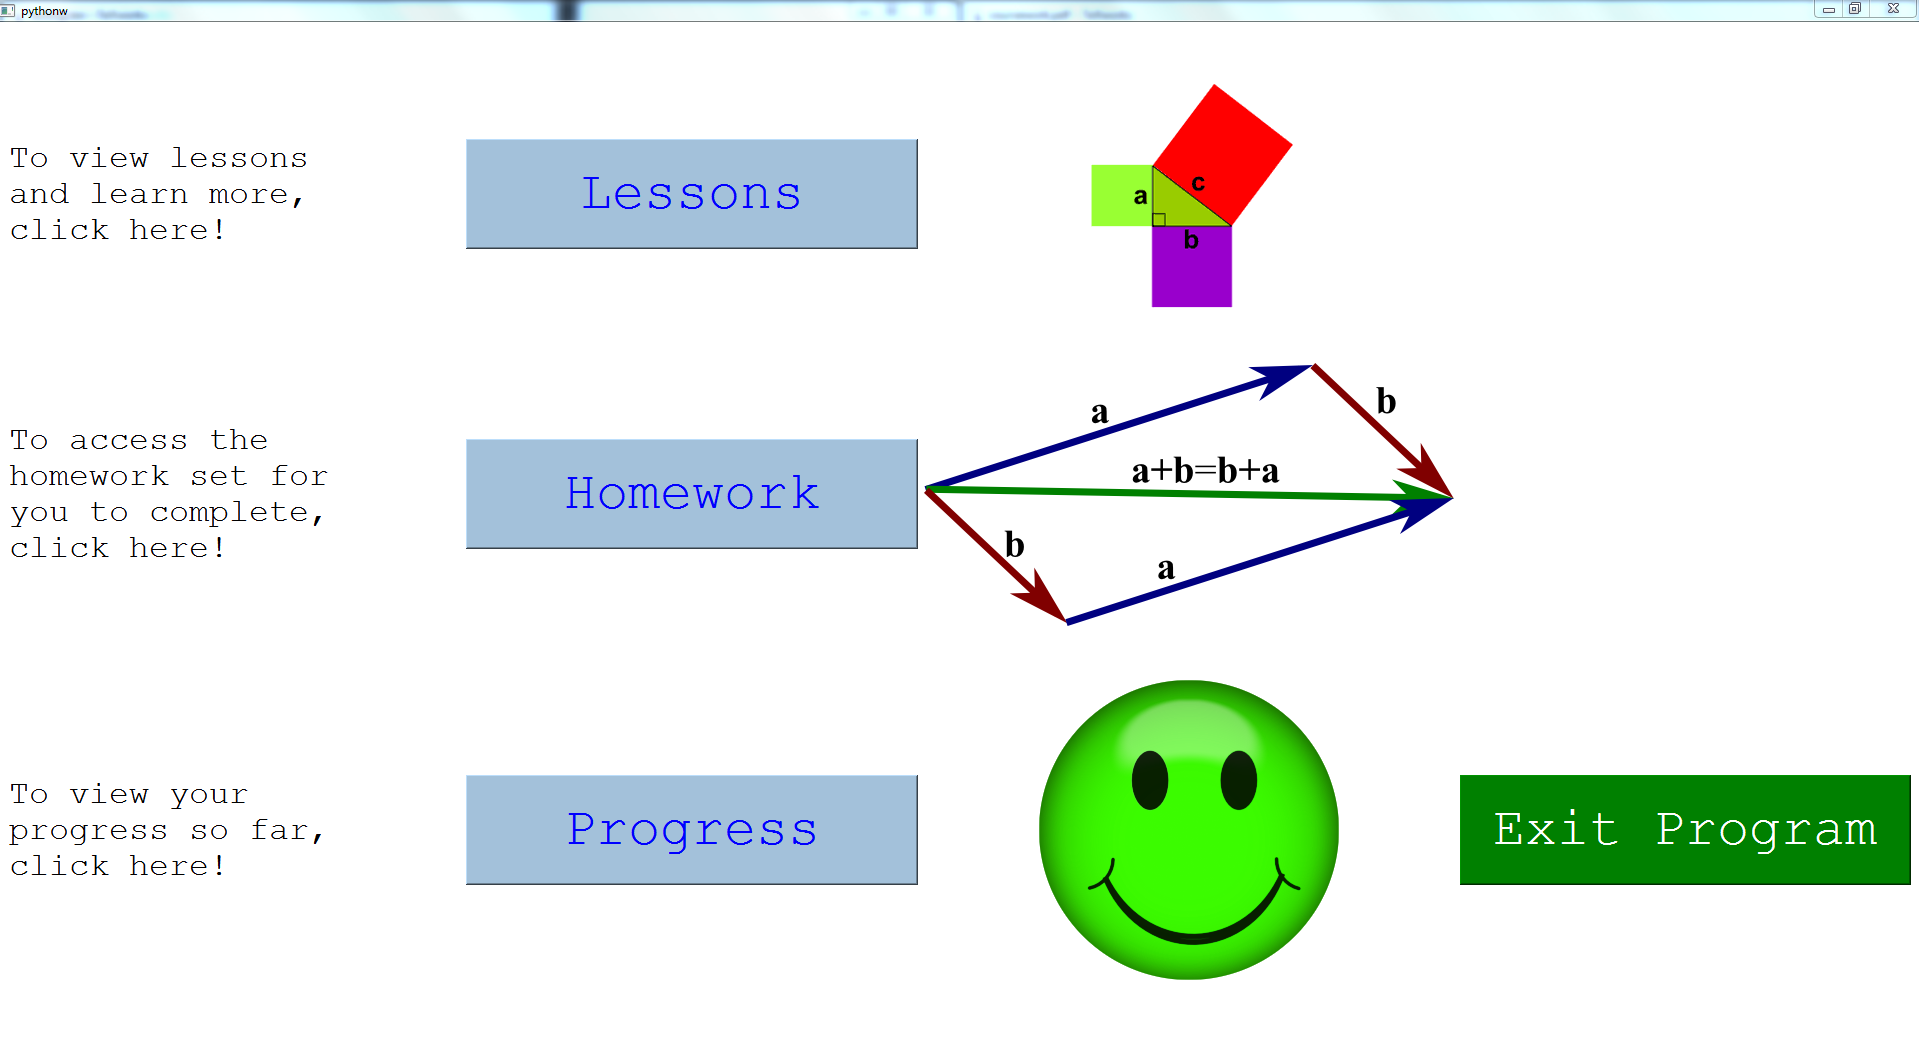 pythonw
To view lessons
and learn more,
click here!
Lessons
a
c
b
To access the
homework set for
you to complete,
click here!
Homework
a
b
a+b=b+a
b
a
To view your
progress so far,
click here!
Progress
Exit Program